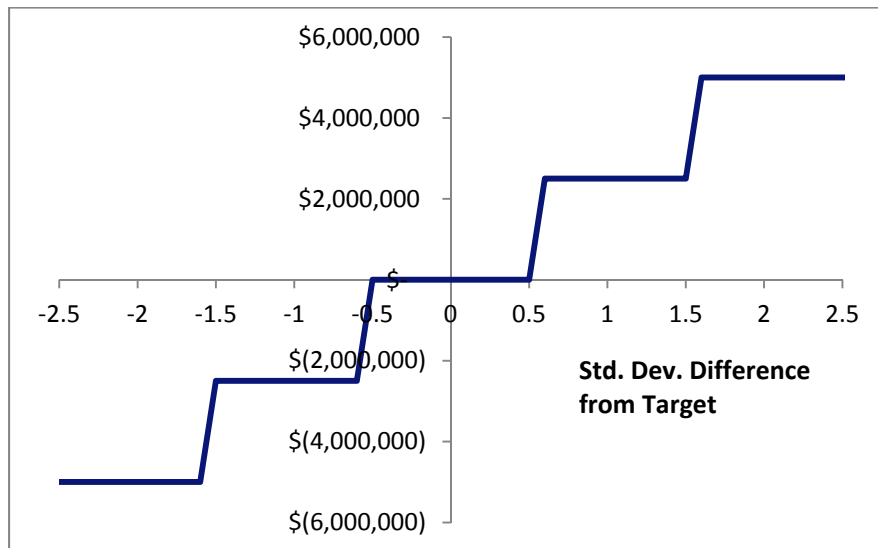 $6,000,000
$4,000,000
$2,000,000
$-
-2.5 -2 -1.5 -1 -0.5 0 0.5 1 1.5 2 2.5
$(2,000,000)
Std. Dev. Difference
from Target
$(4,000,000)
$(6,000,000)